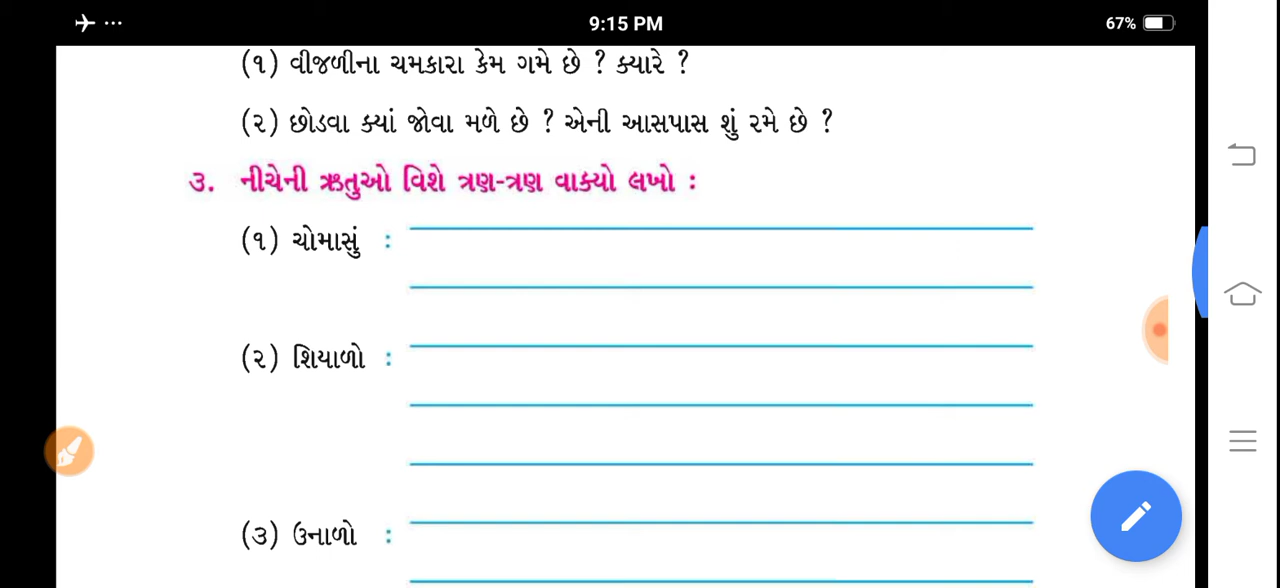 9:15 PM
67%
(૧) વીજળીના ચમકારા કેમ ગમે છે ? ક્યારે ?
(૨) છોડવા ક્યાં જોવા મળે છે ? એની આસપાસ શું રમે છે ?
૩. નીચેની ઋતુઓ વિશે ત્રણ-ત્રણ વાક્યો લખો :
(૧) ચોમાસું :
(૨) શિયાળો :
(૩) ઉનાળો :